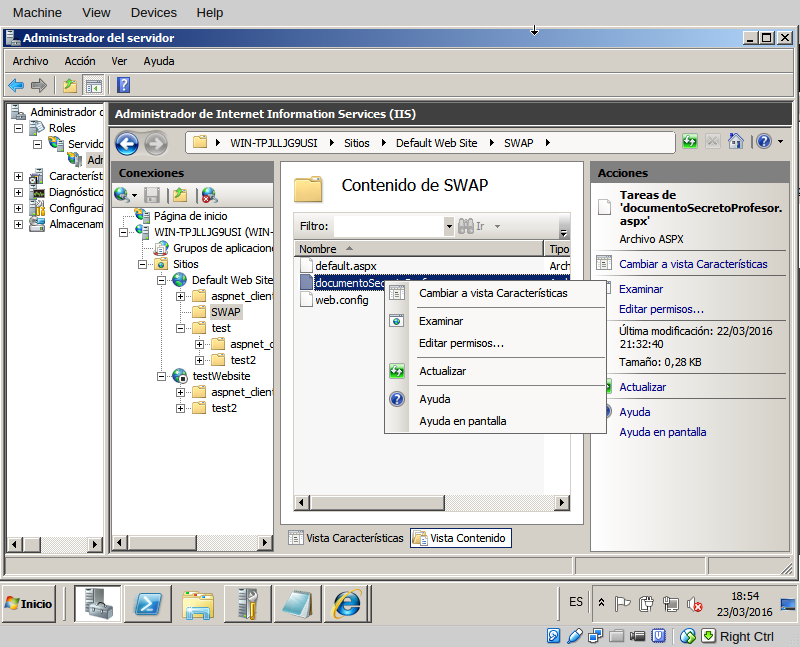 Machine View Devices Help
Administrador del servidor
Archivo Acción Ver Ayuda
Administrador d
Roles
Servido
Adr
Característ
Diagnóstico
Configuraci
Almacenam
Administrador de Internet Information Services (IIS)
WIN-TPJLLJG9USI Sitios Default Web Site SWAP
Conexiones
Página de inicio
WIN-TPJLLJG9USI (WIN-
Grupos de aplicacione
Sitios
Default Web Site
aspnet_client
SWAP
test
aspnet_c
test2
testWebsite
aspnet_client
test2
Contenido de SWAP
Filtro: Ir
Nombre Tipo
default.aspx Arch
documentoSecretoProfesor
web.config
Cambiar a vista Características
Examinar
Editar permisos...
Actualizar
Ayuda
Ayuda en pantalla
Vista Características Vista Contenido
Acciones
Tareas de
'documentoSecretoProfesor.
aspx'
Archivo ASPX
Cambiar a vista Características
Examinar
Editar permisos...
Última modificación: 22/03/2016
21:32:40
Tamaño: 0,28 KB
Actualizar
Ayuda
Ayuda en pantalla
Inicio
ES
18:54
23/03/2016
Right Ctrl